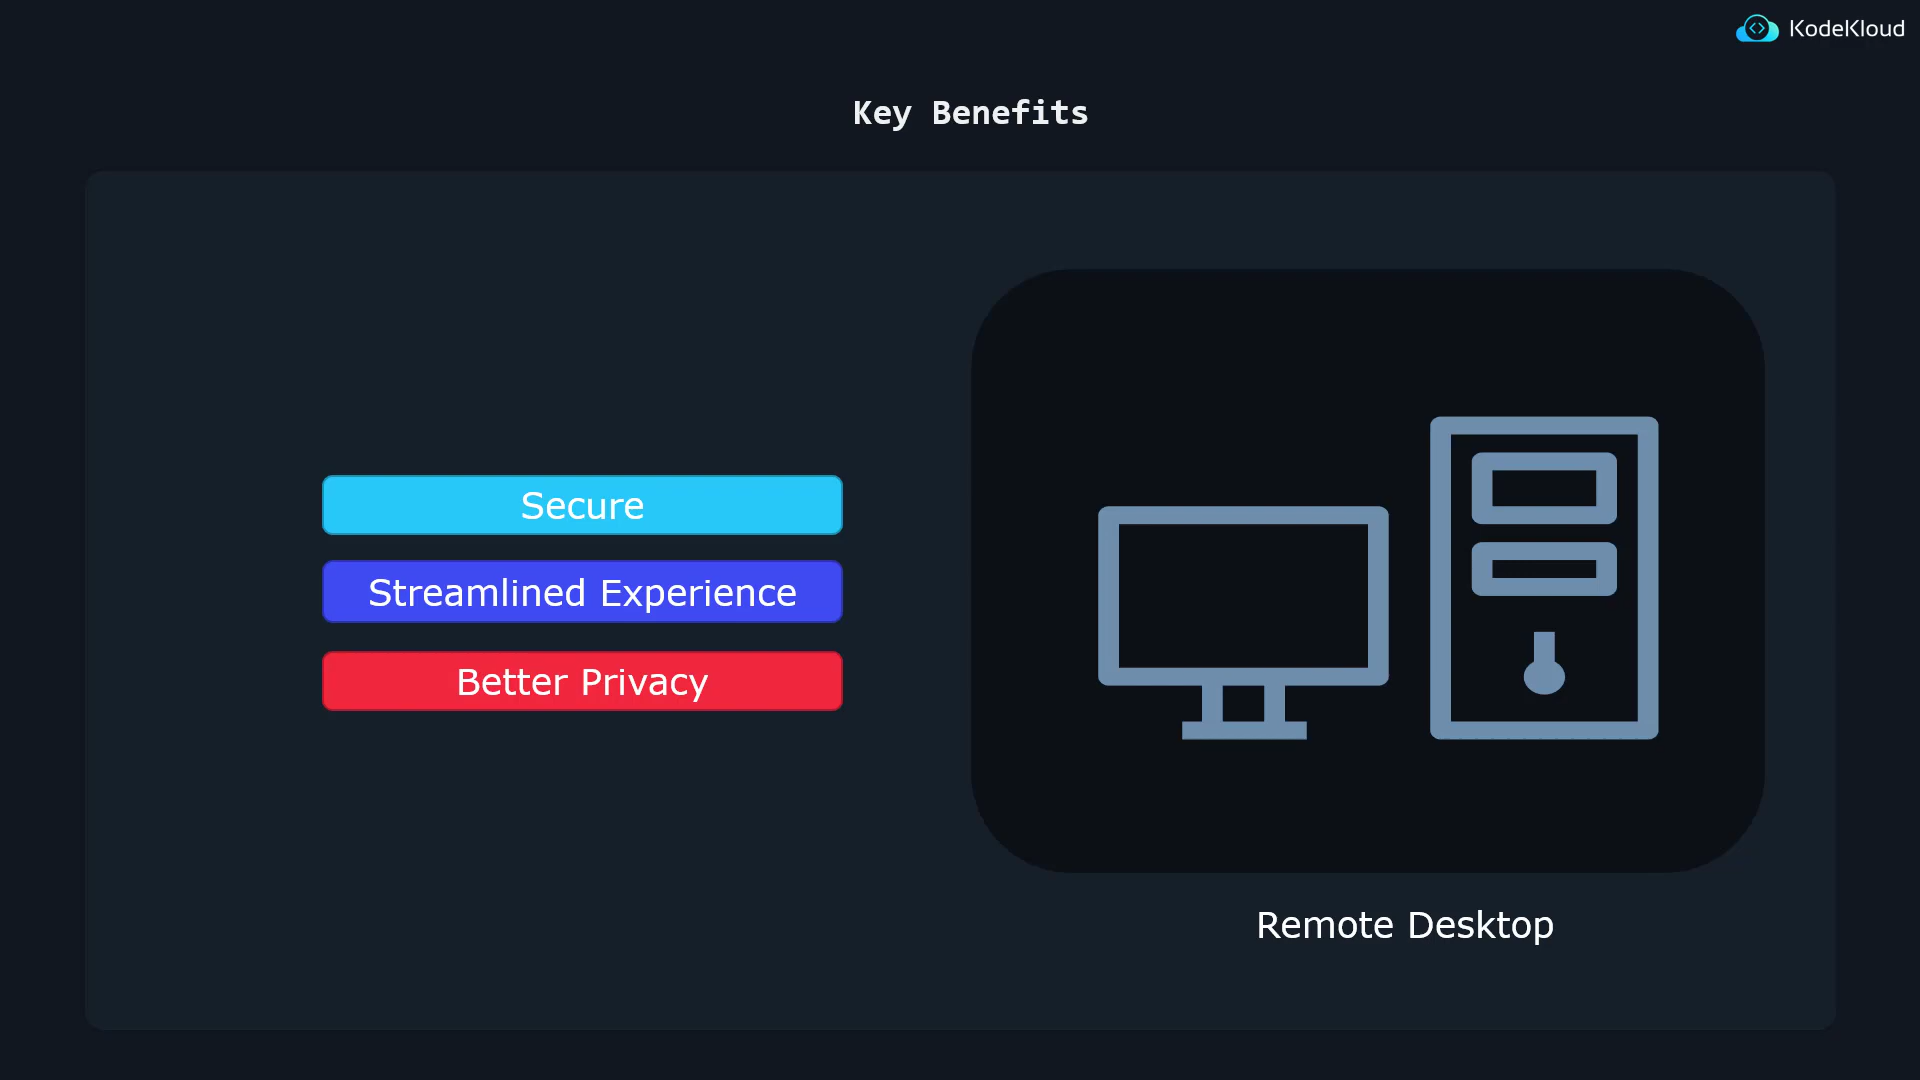 KodeKloud
Key Benefits
Secure
Streamlined Experience
Better Privacy
Remote Desktop